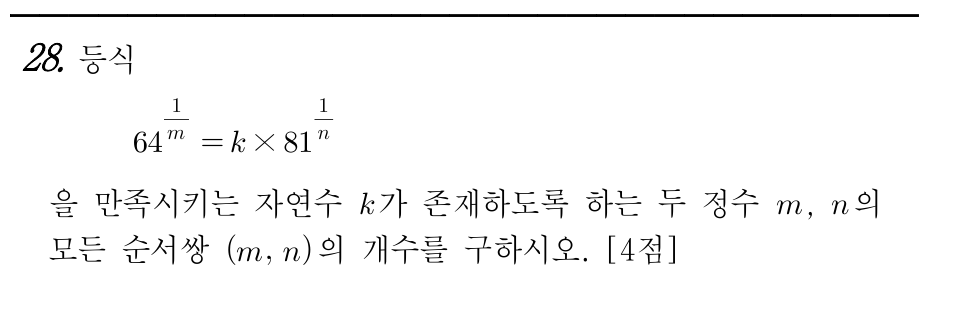 28. 등식
64^{\frac{1}{m}} = k × 81^{\frac{1}{n}}
을 만족시키는 자연수 k가 존재하도록 하는 두 정수 m, n의
모든 순서쌍 (m, n)의 개수를 구하시오. [4점]